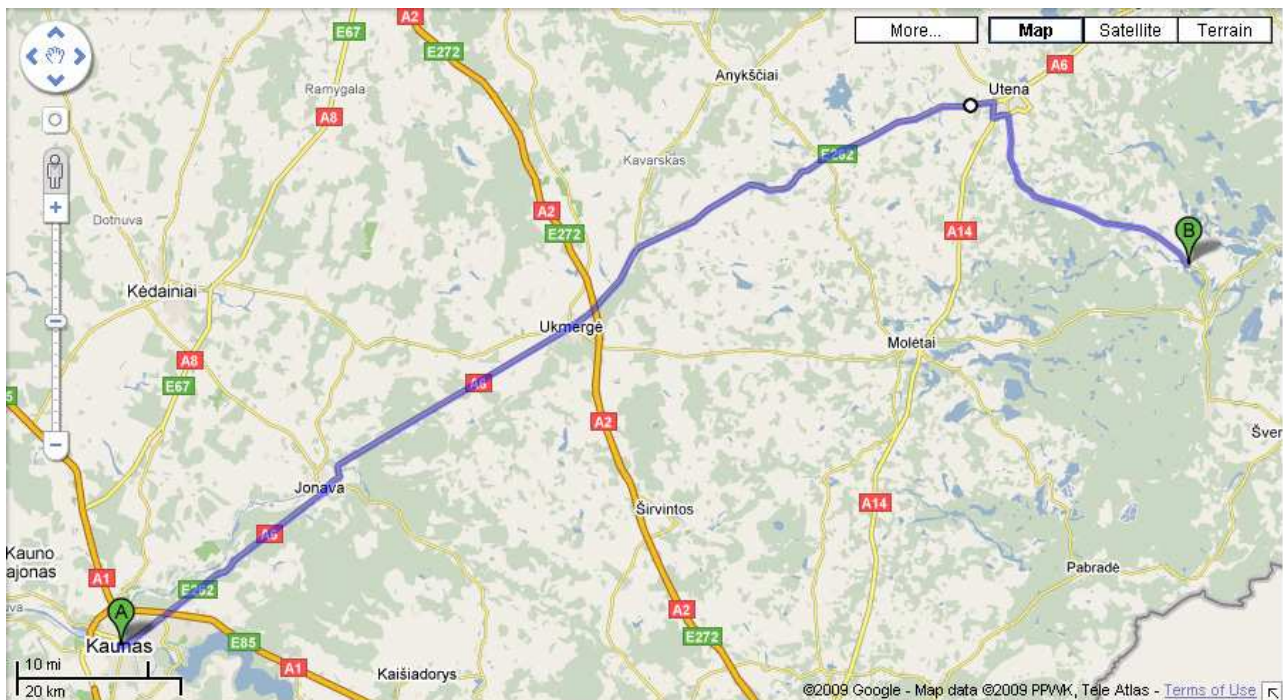 More...
Map
Satellite
Terrain
A2
E67
E272
A6
Anykščiai
Ramygala
Utena
A8
E262
Kavarskas
Dotnuva
A2
E272
A14
B
Kėdainiai
Ukmergė
Molėtai
A8
E67
A6
A2
Šver
Jonava
A14
Širvintos
A6
Kauno
ajonas
A1
Pabradė
E262
A
A2
E272
Kaunas
E85
A1
Kaišiadorys
10 mi
20 km
©2009 Google - Map data ©2009 PPWK, Tele Atlas - Terms of Use